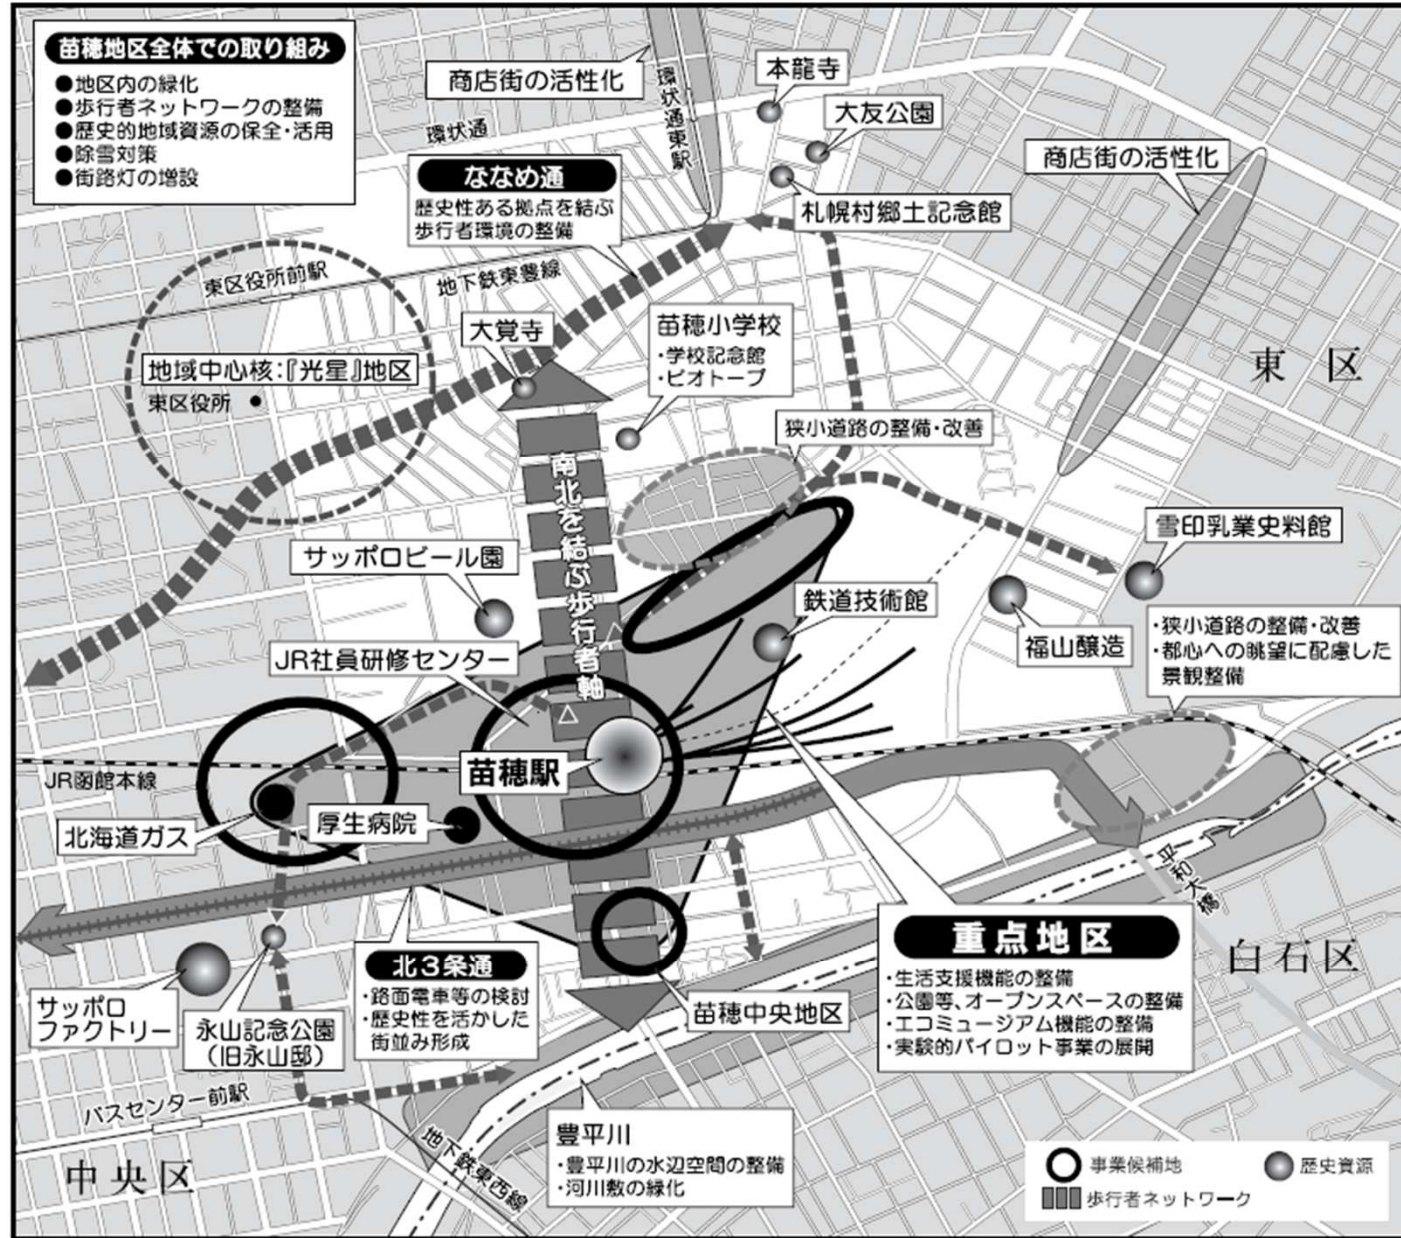 苗穂地区全体での取り組み
●地区内の緑化
●歩行者ネットワークの整備
●歴史的地域資源の保全・活用
●除雪対策
●街路灯の増設
商店街の活性化
環状通東駅
本龍寺
大友公園
環状通
商店街の活性化
ななめ通
歴史性ある拠点を結ぶ
歩行者環境の整備
札幌村郷土記念館
東区役所前駅
地下鉄東豊線
大覚寺
苗穂小学校
・学校記念館
・ビオトープ
東区
地域中心核：『光星』地区
東区役所
狭小道路の整備・改善
南北を結ぶ歩行者軸
サッポロビール園
雪印乳業史料館
鉄道技術館
福山醸造
・狭小道路の整備・改善
・都心への眺望に配慮した
景観整備
JR社員研修センター
苗穂駅
JR函館本線
北海道ガス
厚生病院
平和大橋
重点地区
・生活支援機能の整備
・公園等、オープンスペースの整備
・エコミュージアム機能の整備
・実験的パイロット事業の展開
白石区
北3条通
・路面電車等の検討
・歴史性を活かした
街並み形成
サッポロ
ファクトリー
永山記念公園
（旧永山邸）
苗穂中央地区
バスセンター前駅
地下鉄東西線
豊平川
・豊平川の水辺空間の整備
・河川敷の緑化
中央区
事業候補地
歴史資源
歩行者ネットワーク